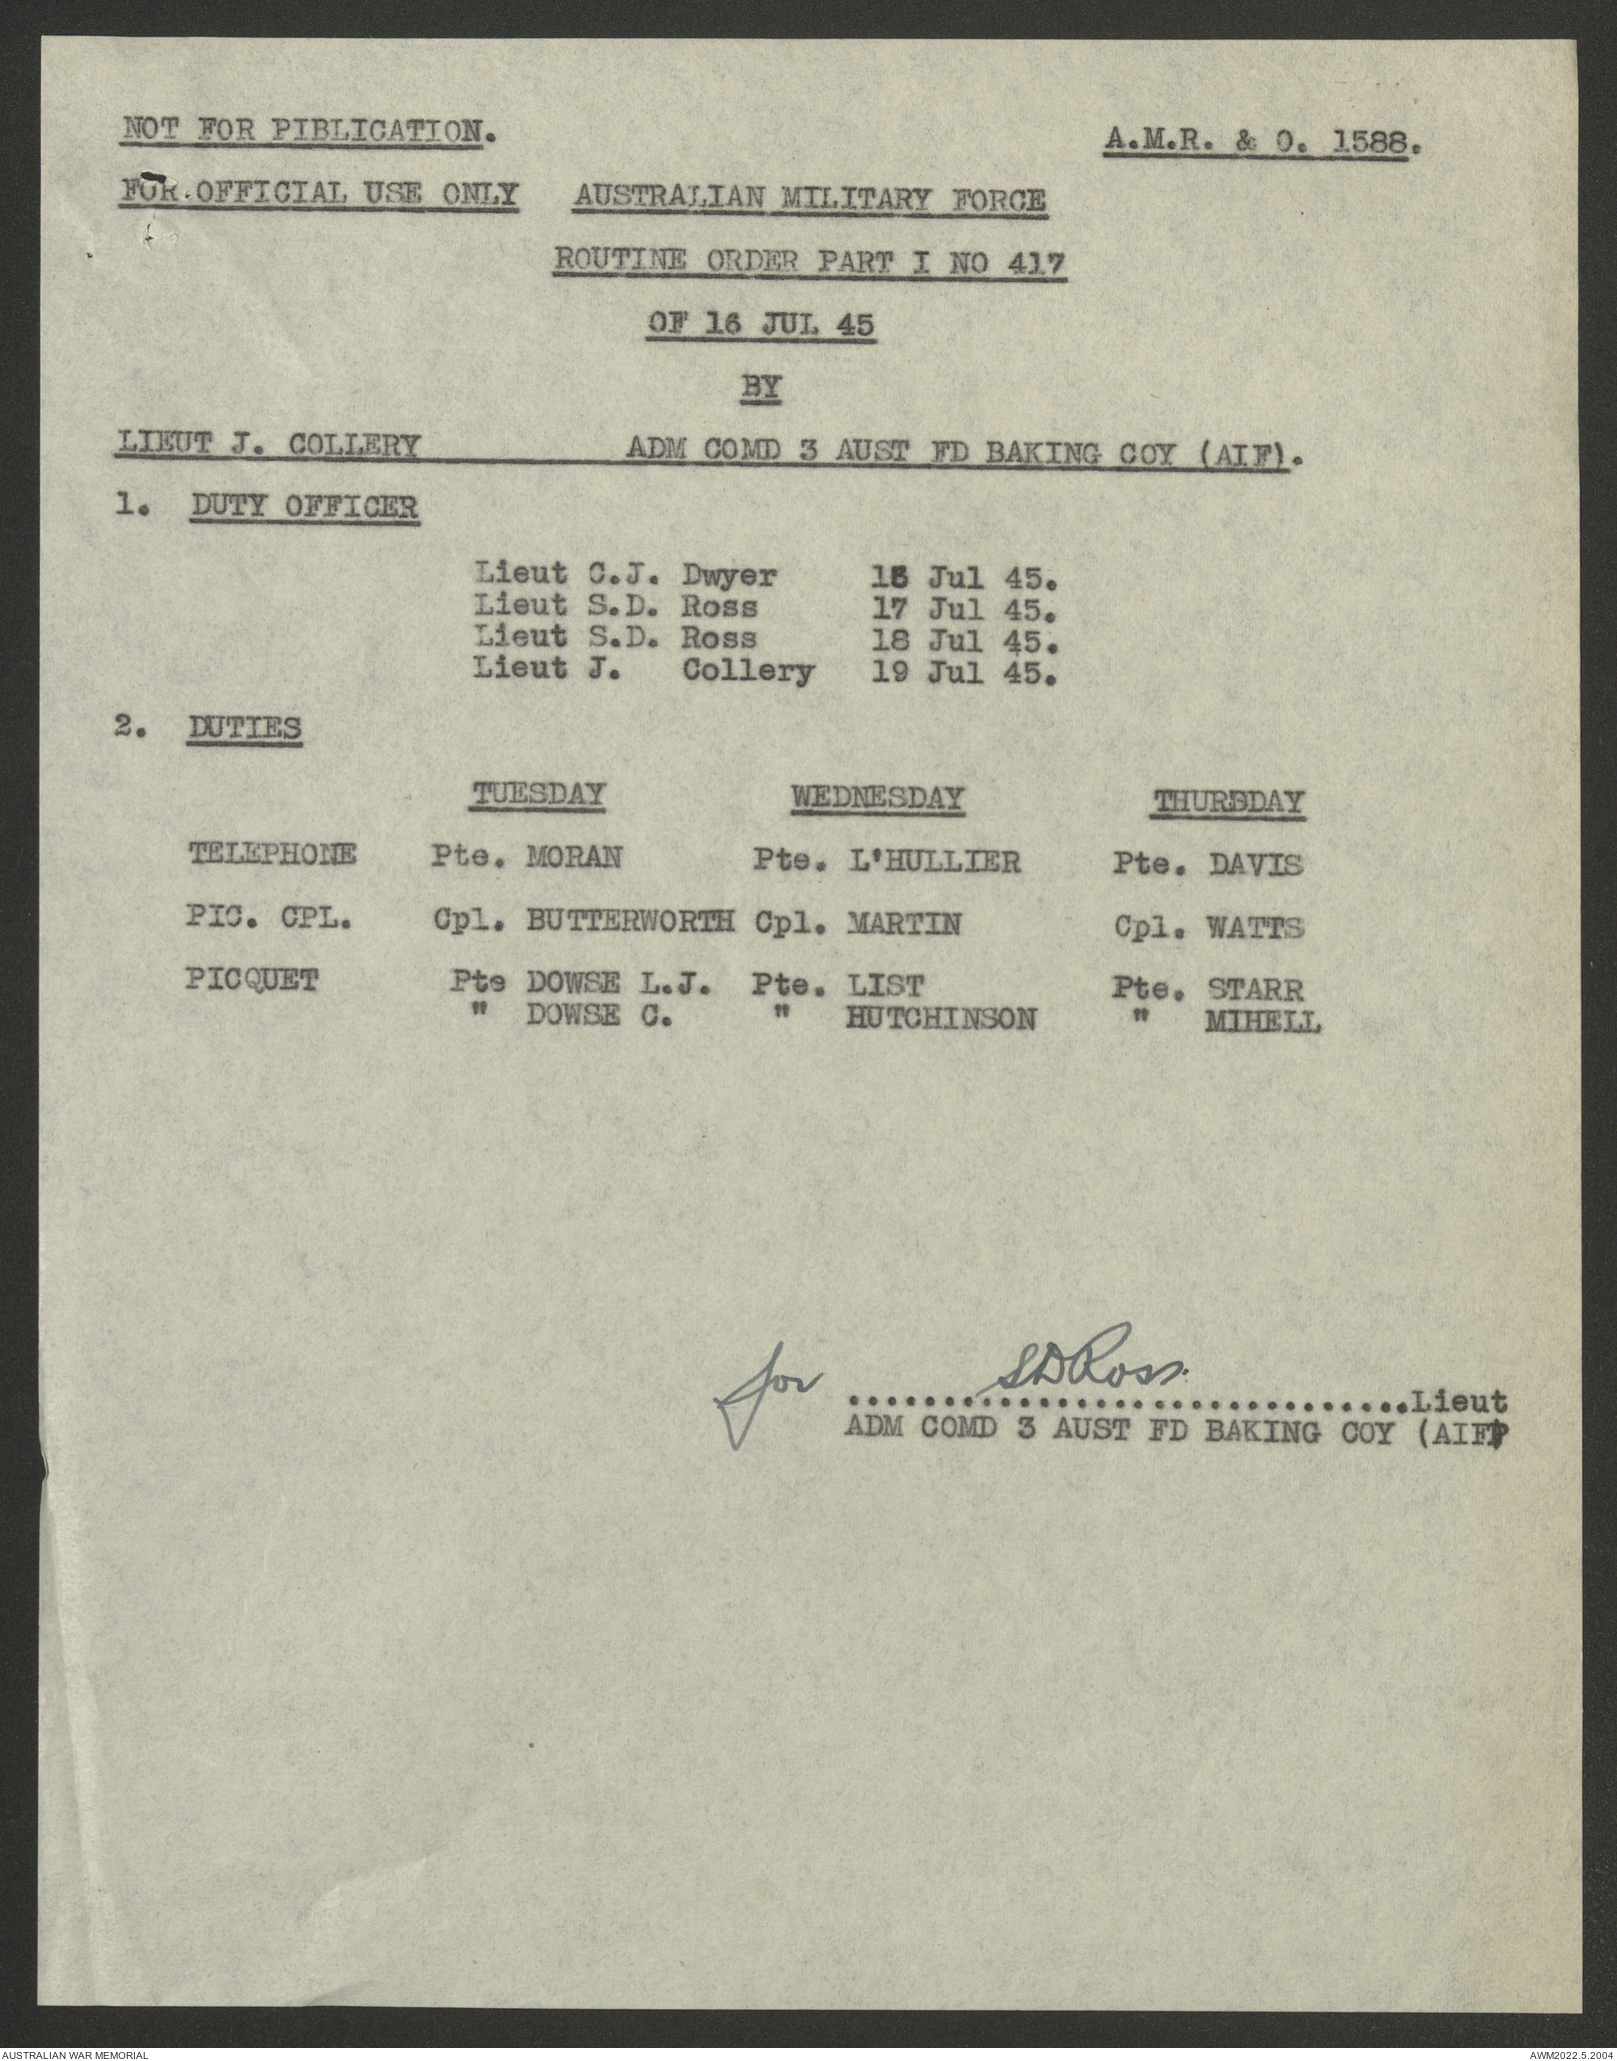 NOT FOR PIBLICATION.
A.M.R. & O. 1588.
FOR OFFICIAL USE ONLY AUSTRALIAN MILITARY FORCE
ROUTINE ORDER PART I NO 417
OF 16 JUL 45
BY
LIEUT J. COLLERY ADM COMD 3 AUST FD BAKING COY (AIF).
1. DUTY OFFICER
Lieut C.J. Dwyer 16 Jul 45.
Lieut S.D. Ross 17 Jul 45.
Lieut S.D. Ross 18 Jul 45.
Lieut J. Collery 19 Jul 45.
2. DUTIES
TUESDAY WEDNESDAY THURSDAY
TELEPHONE Pte. MORAN Pte. L'HULLIER Pte. DAVIS
PIC. CPL. Cpl. BUTTERWORTH Cpl. MARTIN Cpl. WATTS
PICQUET Pte DOWSE L.J. Pte. LIST Pte. STARR
" DOWSE C. " HUTCHINSON " MIHELL
for SDRoss.
..............................Lieut
ADM COMD 3 AUST FD BAKING COY (AIF)
AUSTRALIAN WAR MEMORIAL AWM2022.5.2004